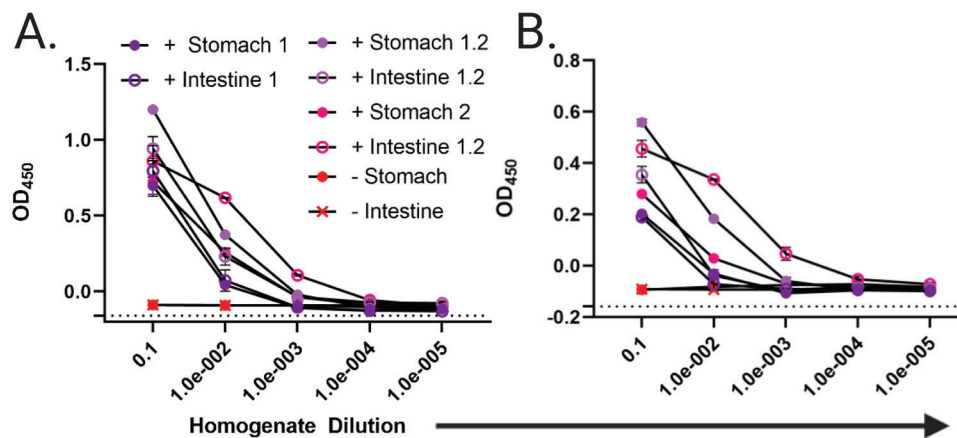 A.
+ Stomach 1
+ Intestine 1
+ Stomach 1.2
+ Intestine 1.2
+ Stomach 2
+ Intestine 1.2
- Stomach
- Intestine
OD450
1.5
1.0
0.5
0.0
0.1
1.0e-002
1.0e-003
1.0e-004
1.0e-005
B.
OD450
0.8
0.6
0.4
0.2
-0.0
-0.2
0.1
1.0e-002
1.0e-003
1.0e-004
1.0e-005
Homogenate Dilution